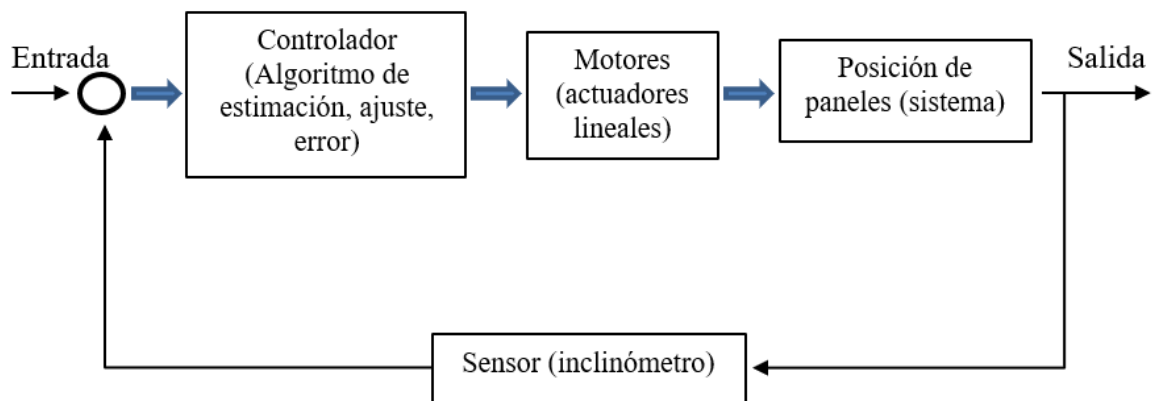 Entrada
Controlador
(Algoritmo de
estimación, ajuste,
error)
Motores
(actuadores
lineales)
Posición de
paneles (sistema)
Salida
Sensor (inclinómetro)